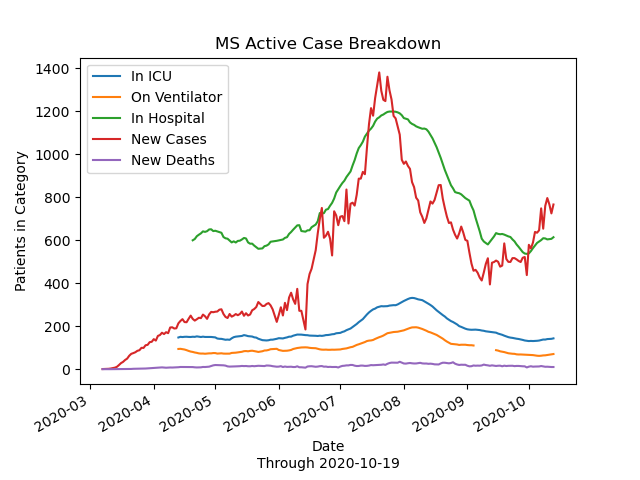 MS Active Case Breakdown
1400
1200
1000
800
600
400
200
0
Patients in Category
In ICU
On Ventilator
In Hospital
New Cases
New Deaths
2020-03
2020-04
2020-05
2020-06
2020-07
2020-08
2020-09
2020-10
Date
Through 2020-10-19